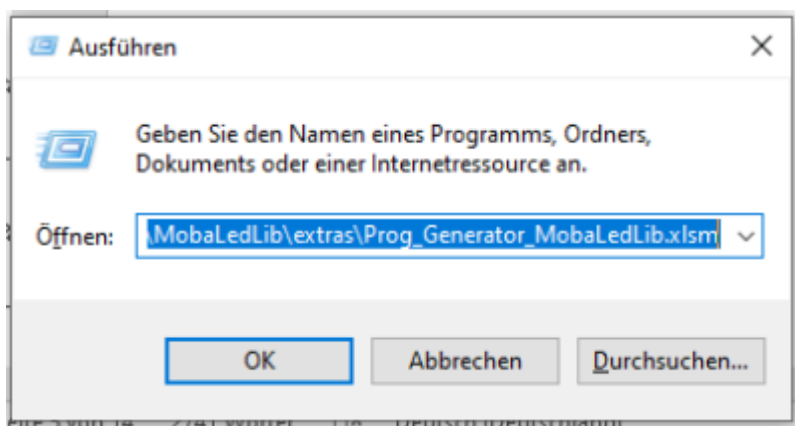 Ausführen
Geben Sie den Namen eines Programms, Ordners,
Dokuments oder einer Internetressource an.
Öffnen: \MobaLedLib\extras\Prog_Generator_MobaLedLib.xlsm
OK Abbrechen Durchsuchen...